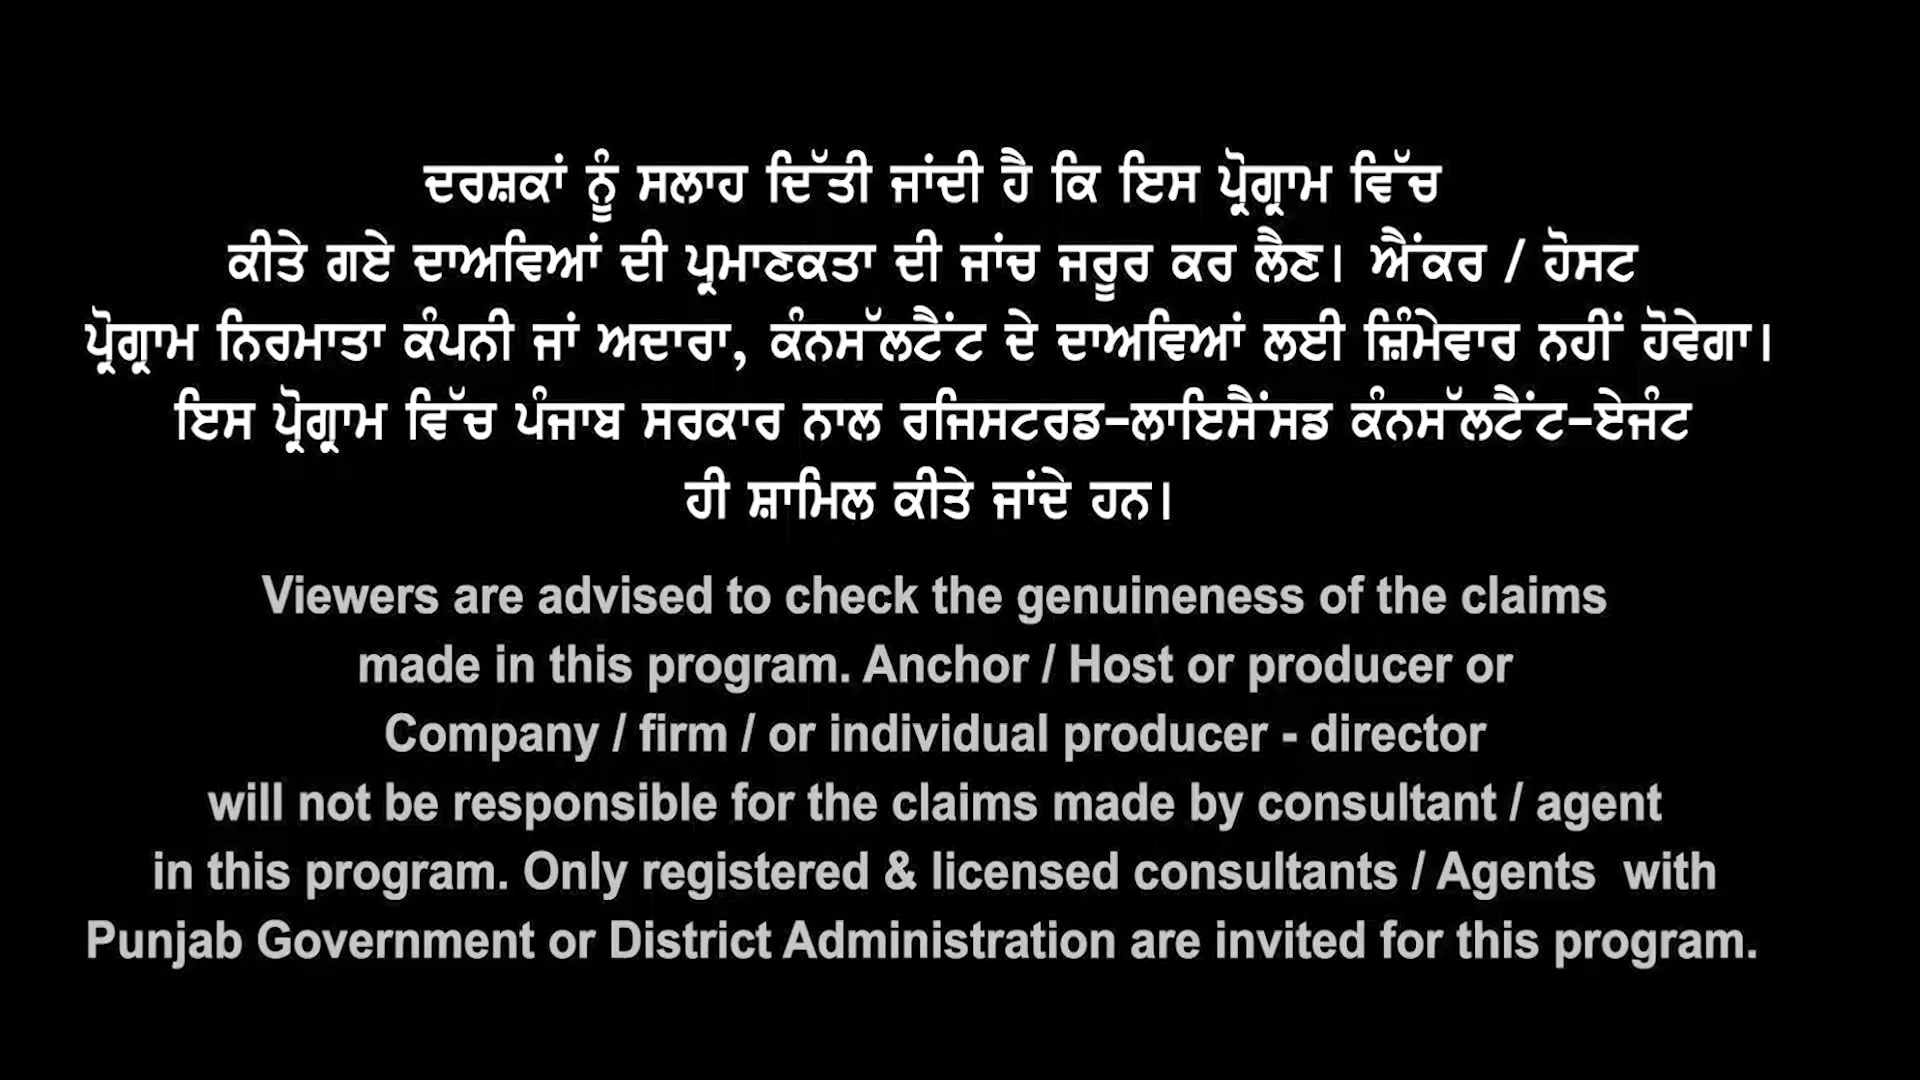 ਦਰਸ਼ਕਾਂ ਨੂੰ ਸਲਾਹ ਦਿੱਤੀ ਜਾਂਦੀ ਹੈ ਕਿ ਇਸ ਪ੍ਰੋਗ੍ਰਾਮ ਵਿੱਚ
ਕੀਤੇ ਗਏ ਦਾਅਵਿਆਂ ਦੀ ਪ੍ਰਮਾਣਕਤਾ ਦੀ ਜਾਂਚ ਜਰੂਰ ਕਰ ਲੈਣ। ਐਂਕਰ / ਹੋਸਟ
ਪ੍ਰੋਗ੍ਰਾਮ ਨਿਰਮਾਤਾ ਕੰਪਨੀ ਜਾਂ ਅਦਾਰਾ, ਕੰਨਸੱਲਟੈਂਟ ਦੇ ਦਾਅਵਿਆਂ ਲਈ ਜ਼ਿੰਮੇਵਾਰ ਨਹੀਂ ਹੋਵੇਗਾ।
ਇਸ ਪ੍ਰੋਗ੍ਰਾਮ ਵਿੱਚ ਪੰਜਾਬ ਸਰਕਾਰ ਨਾਲ ਰਜਿਸਟਰਡ-ਲਾਇਸੈਂਸਡ ਕੰਨਸੱਲਟੈਂਟ-ਏਜੰਟ
ਹੀ ਸ਼ਾਮਿਲ ਕੀਤੇ ਜਾਂਦੇ ਹਨ।
Viewers are advised to check the genuineness of the claims
made in this program. Anchor / Host or producer or
Company / firm / or individual producer - director
will not be responsible for the claims made by consultant / agent
in this program. Only registered & licensed consultants / Agents with
Punjab Government or District Administration are invited for this program.